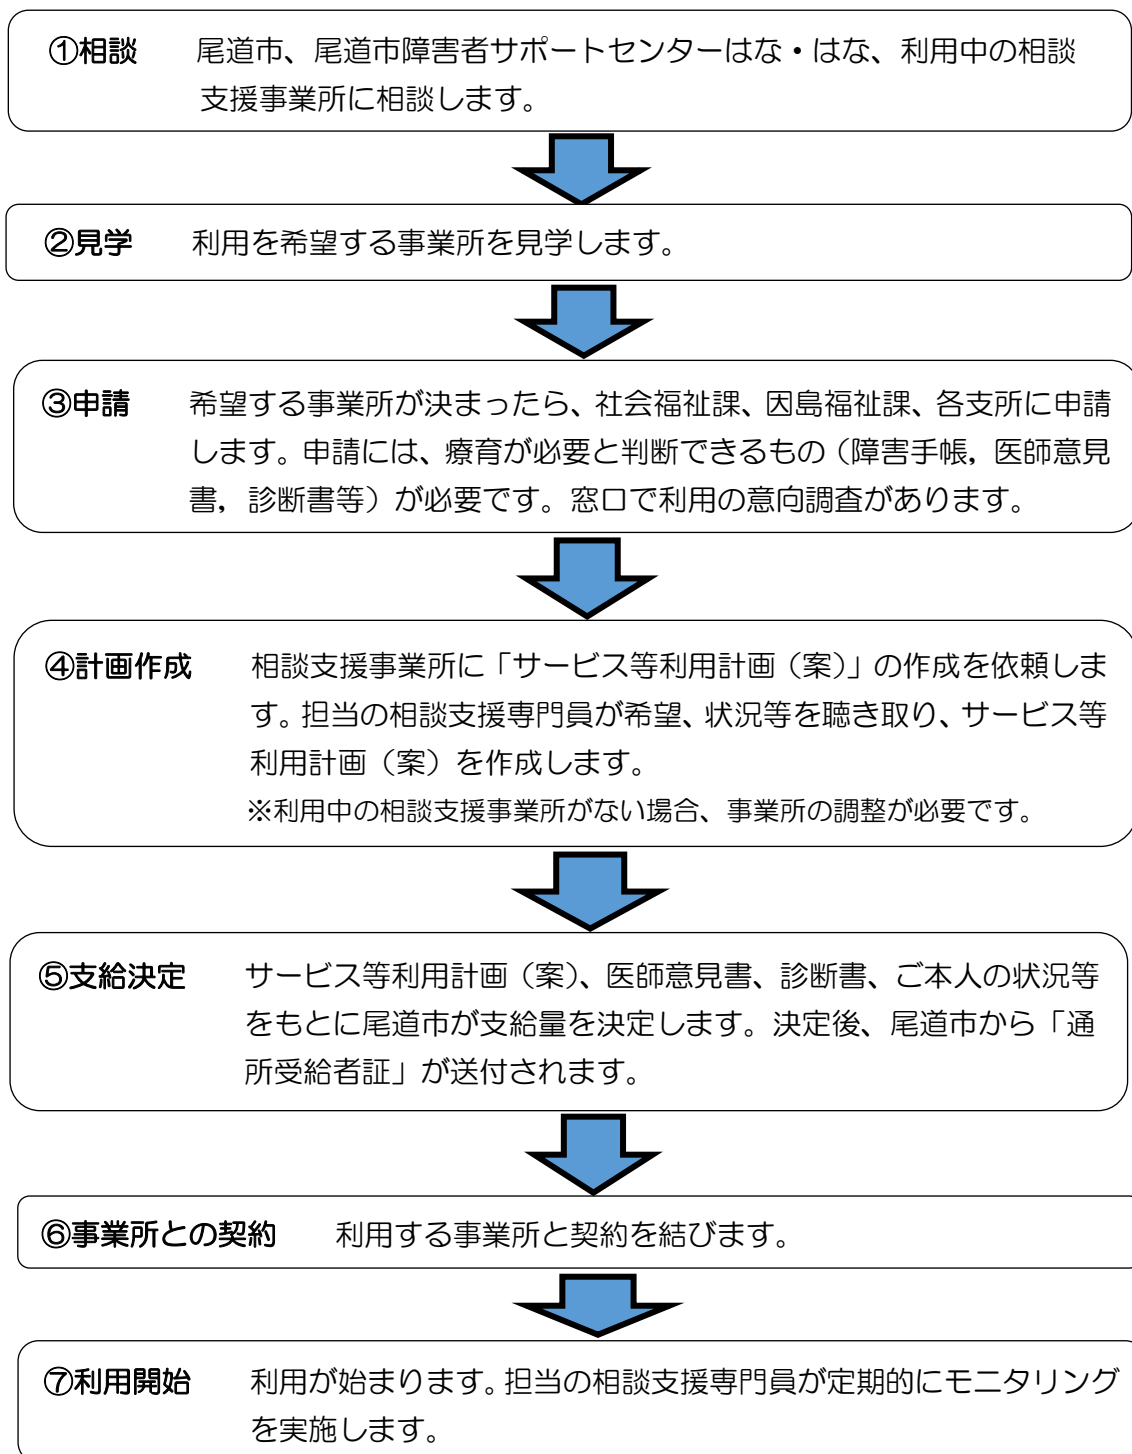 ①相談　尾道市、尾道市障害者サポートセンターはな・はな、利用中の相談
支援事業所に相談します。
②見学　利用を希望する事業所を見学します。
③申請　希望する事業所が決まったら、社会福祉課、因島福祉課、各支所に申請
します。申請には、療育が必要と判断できるもの（障害手帳，医師意見
書，診断書等）が必要です。窓口で利用の意向調査があります。
④計画作成　相談支援事業所に「サービス等利用計画（案）」の作成を依頼しま
す。担当の相談支援専門員が希望、状況等を聴き取り、サービス等
利用計画（案）を作成します。
※利用中の相談支援事業所がない場合、事業所の調整が必要です。
⑤支給決定　サービス等利用計画（案）、医師意見書、診断書、ご本人の状況等
をもとに尾道市が支給量を決定します。決定後、尾道市から「通
所受給者証」が送付されます。
⑥事業所との契約　利用する事業所と契約を結びます。
⑦利用開始　利用が始まります。担当の相談支援専門員が定期的にモニタリング
を実施します。